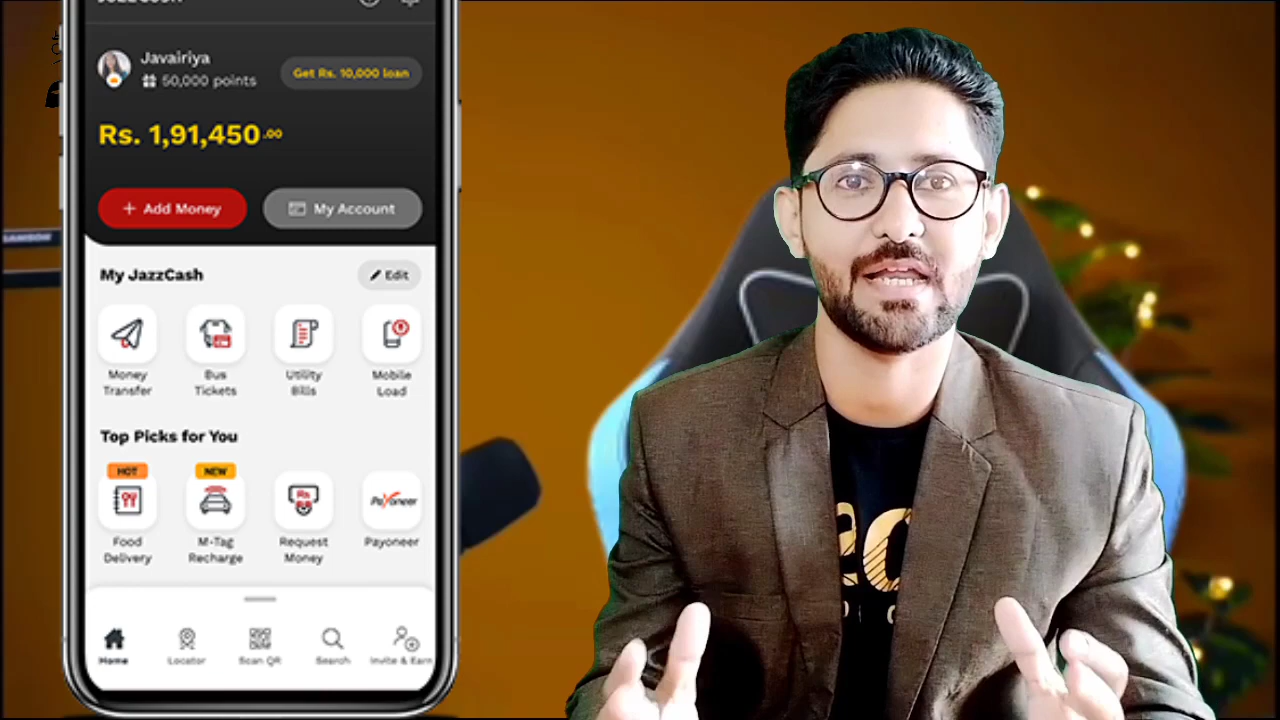 Javairiya
50,000 points
Get Rs. 10,000 loan
Rs. 1,91,450.00
+ Add Money
My Account
My JazzCash
Edit
Money Transfer
Bus Tickets
Utility Bills
Mobile Load
Top Picks for You
HOT
NEW
Food Delivery
M-Tag Recharge
Request Money
Payoneer
Payoneer
Home
Locator
Scan QR
Search
Invite & Earn
SAMSON